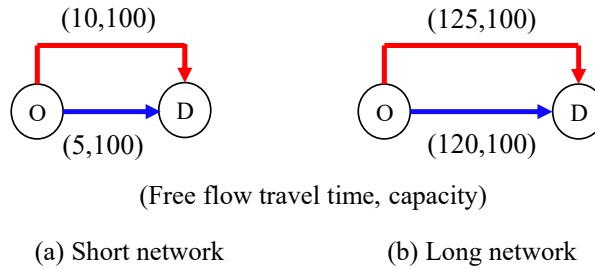 (10,100)
(125,100)
O D O D
(5,100)
(120,100)
(Free flow travel time, capacity)
(a) Short network
(b) Long network